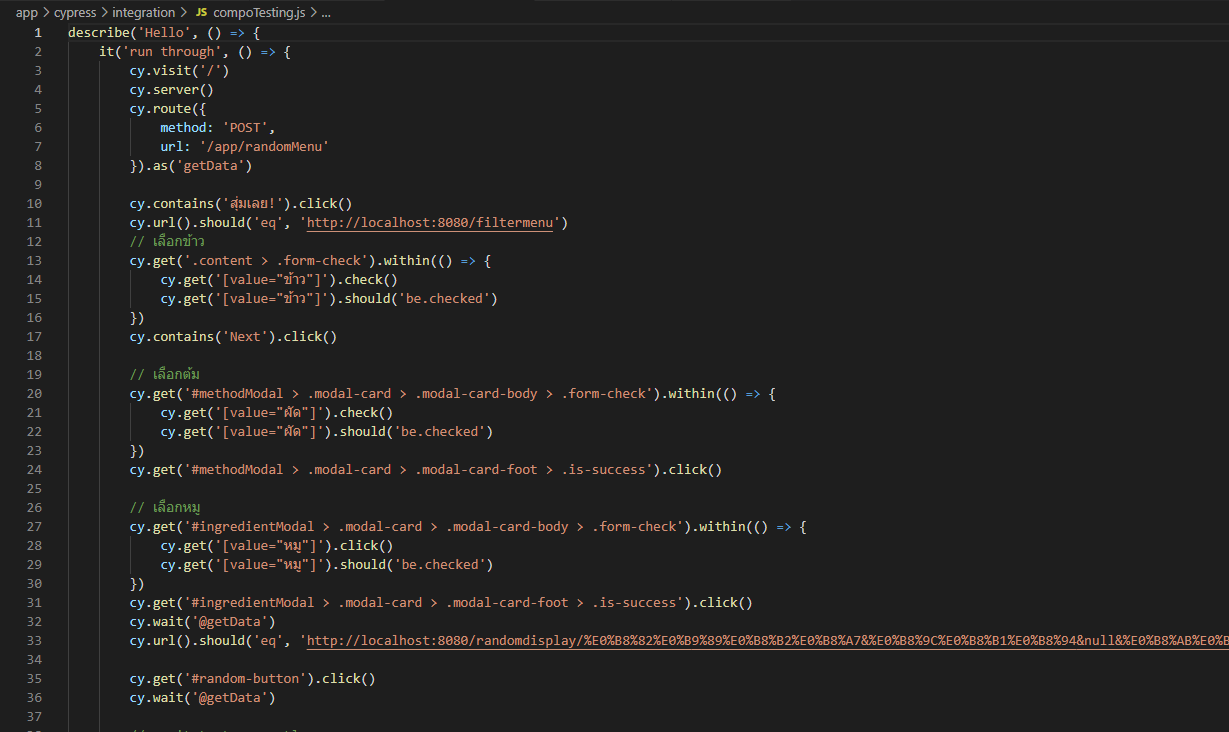 app > cypress > integration > JS compoTesting.js > ...
1 describe('Hello', () => {
2 it('run through', () => {
3 cy.visit('/')
4 cy.server()
5 cy.route({
6 method: 'POST',
7 url: '/app/randomMenu'
8 }).as('getData')
9
10 cy.contains('สุ่มเลย!').click()
11 cy.url().should('eq', 'http://localhost:8080/filtermenu')
12 // เลือกข้าว
13 cy.get('.content > .form-check').within(() => {
14 cy.get('[value="ข้าว"]').check()
15 cy.get('[value="ข้าว"]').should('be.checked')
16 })
17 cy.contains('Next').click()
18
19 // เลือกต้ม
20 cy.get('#methodModal > .modal-card > .modal-card-body > .form-check').within(() => {
21 cy.get('[value="ผัด"]').check()
22 cy.get('[value="ผัด"]').should('be.checked')
23 })
24 cy.get('#methodModal > .modal-card > .modal-card-foot > .is-success').click()
25
26 // เลือกหมู
27 cy.get('#ingredientModal > .modal-card > .modal-card-body > .form-check').within(() => {
28 cy.get('[value="หมู"]').click()
29 cy.get('[value="หมู"]').should('be.checked')
30 })
31 cy.get('#ingredientModal > .modal-card > .modal-card-foot > .is-success').click()
32 cy.wait('@getData')
33 cy.url().should('eq', 'http://localhost:8080/randomdisplay/%E0%B8%82%E0%B9%89%E0%B8%B2%E0%B8%A7&%E0%B8%9C%E0%B8%B1%E0%B8%94&null&%E0%B8%AB%E0%B
34
35 cy.get('#random-button').click()
36 cy.wait('@getData')
37